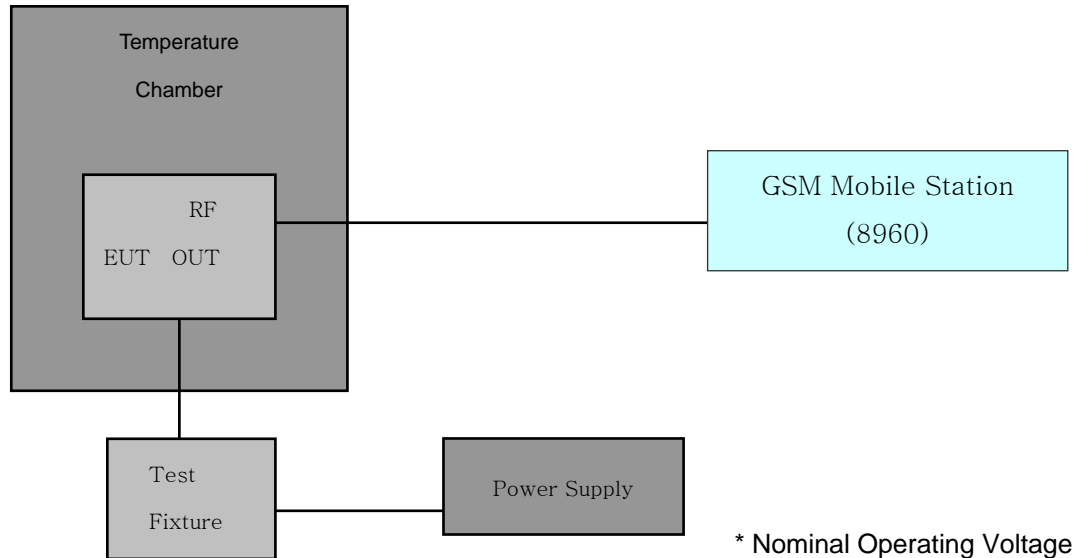 Temperature
Chamber
RF
EUT OUT
GSM Mobile Station
(8960)
Test
Fixture
Power Supply
* Nominal Operating Voltage